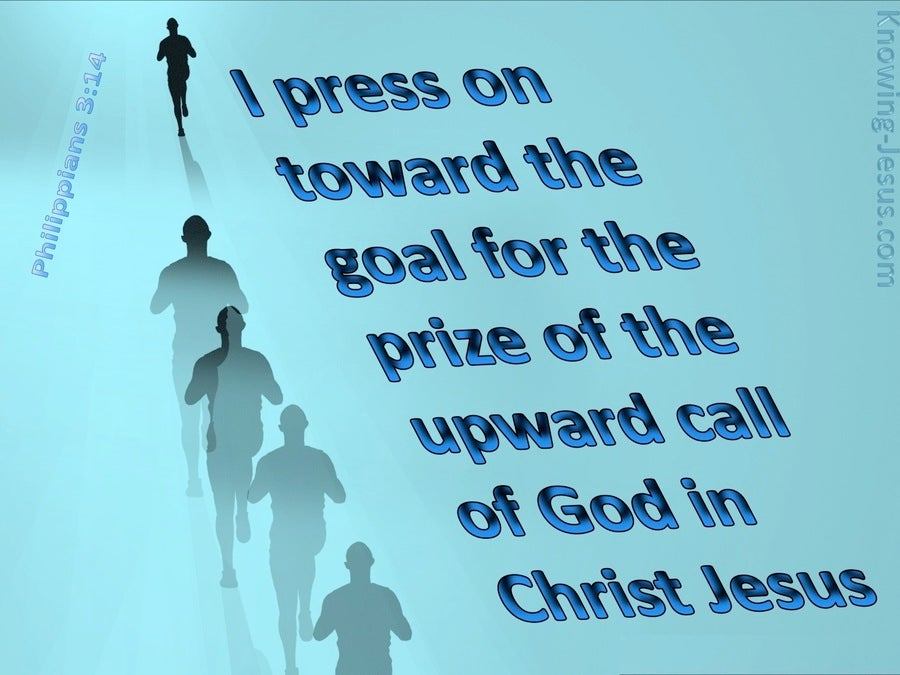 Philippians 3:14
I press on
toward the
goal for the
prize of the
upward call
of God in
Christ Jesus
Knowing-Jesus.com